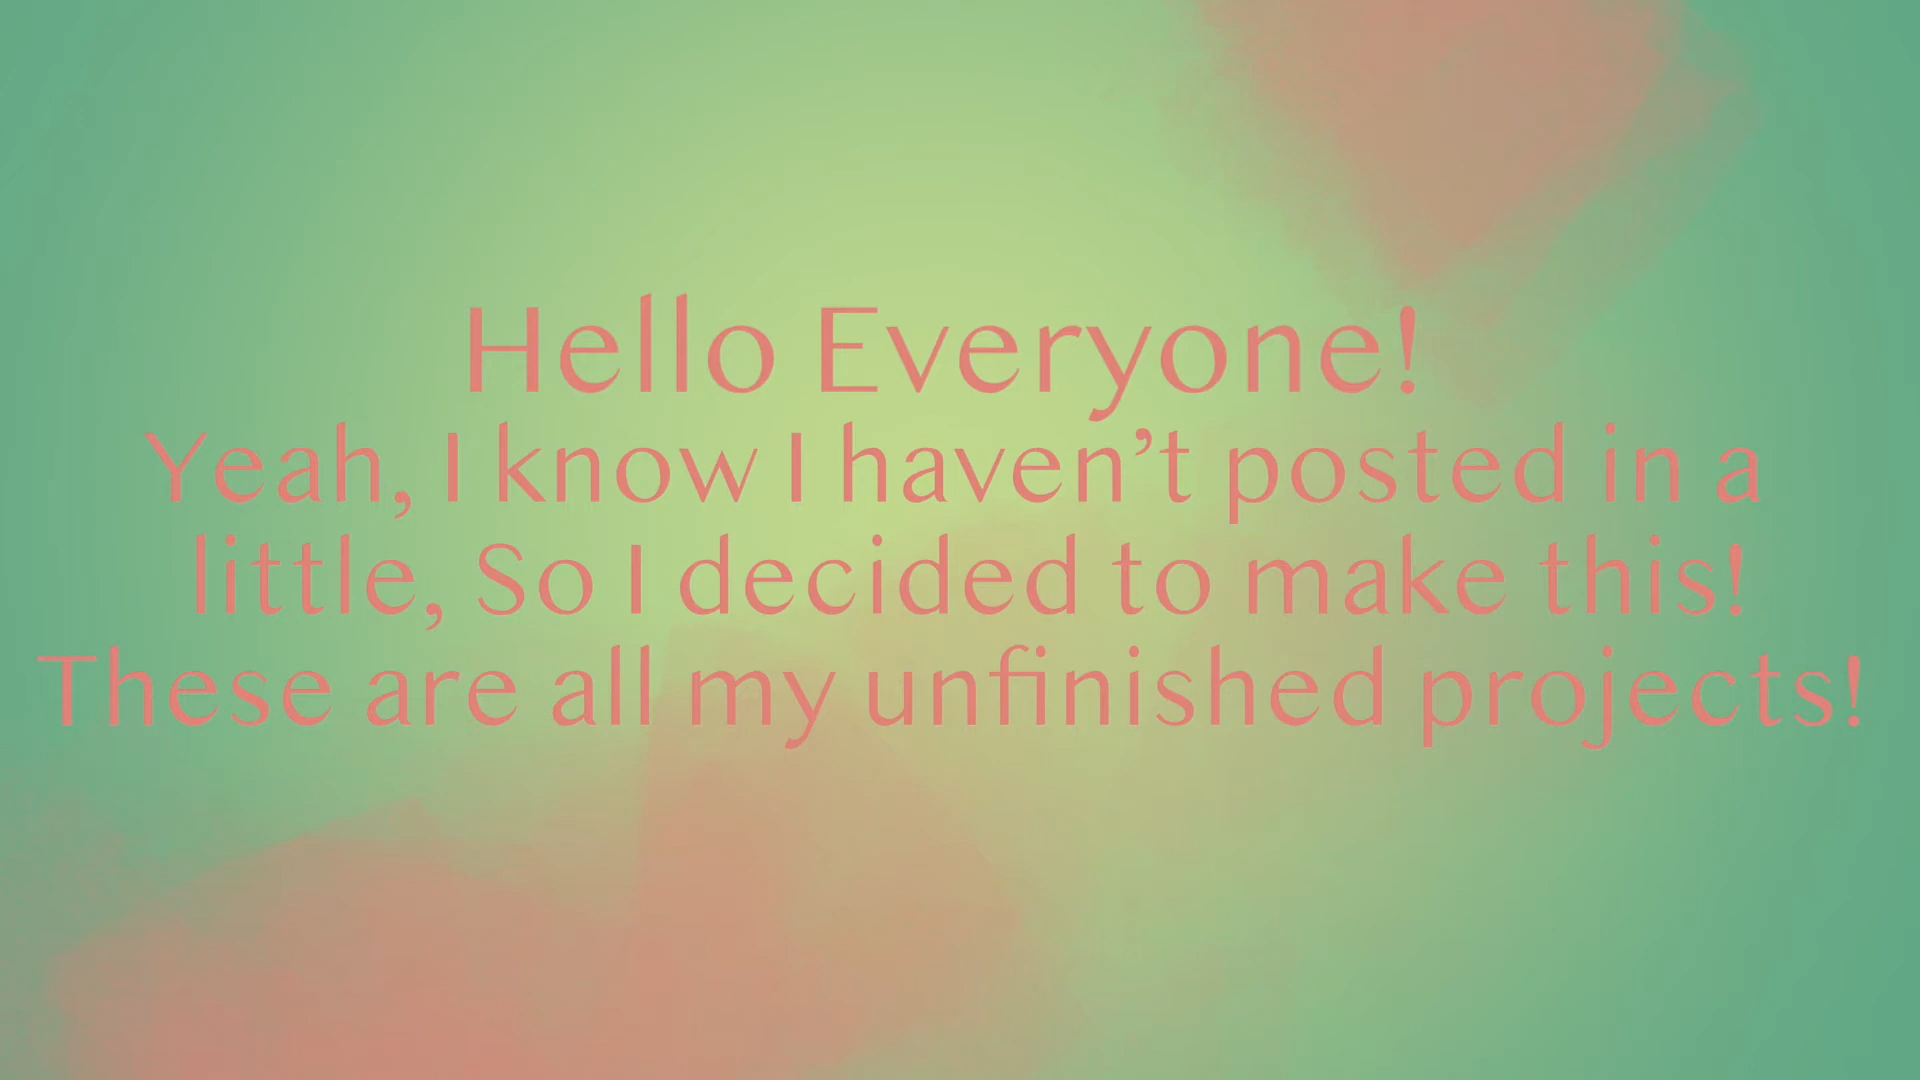 Hello Everyone!
Yeah, I know I haven’t posted in a
little, So I decided to make this!
These are all my unfinished projects!